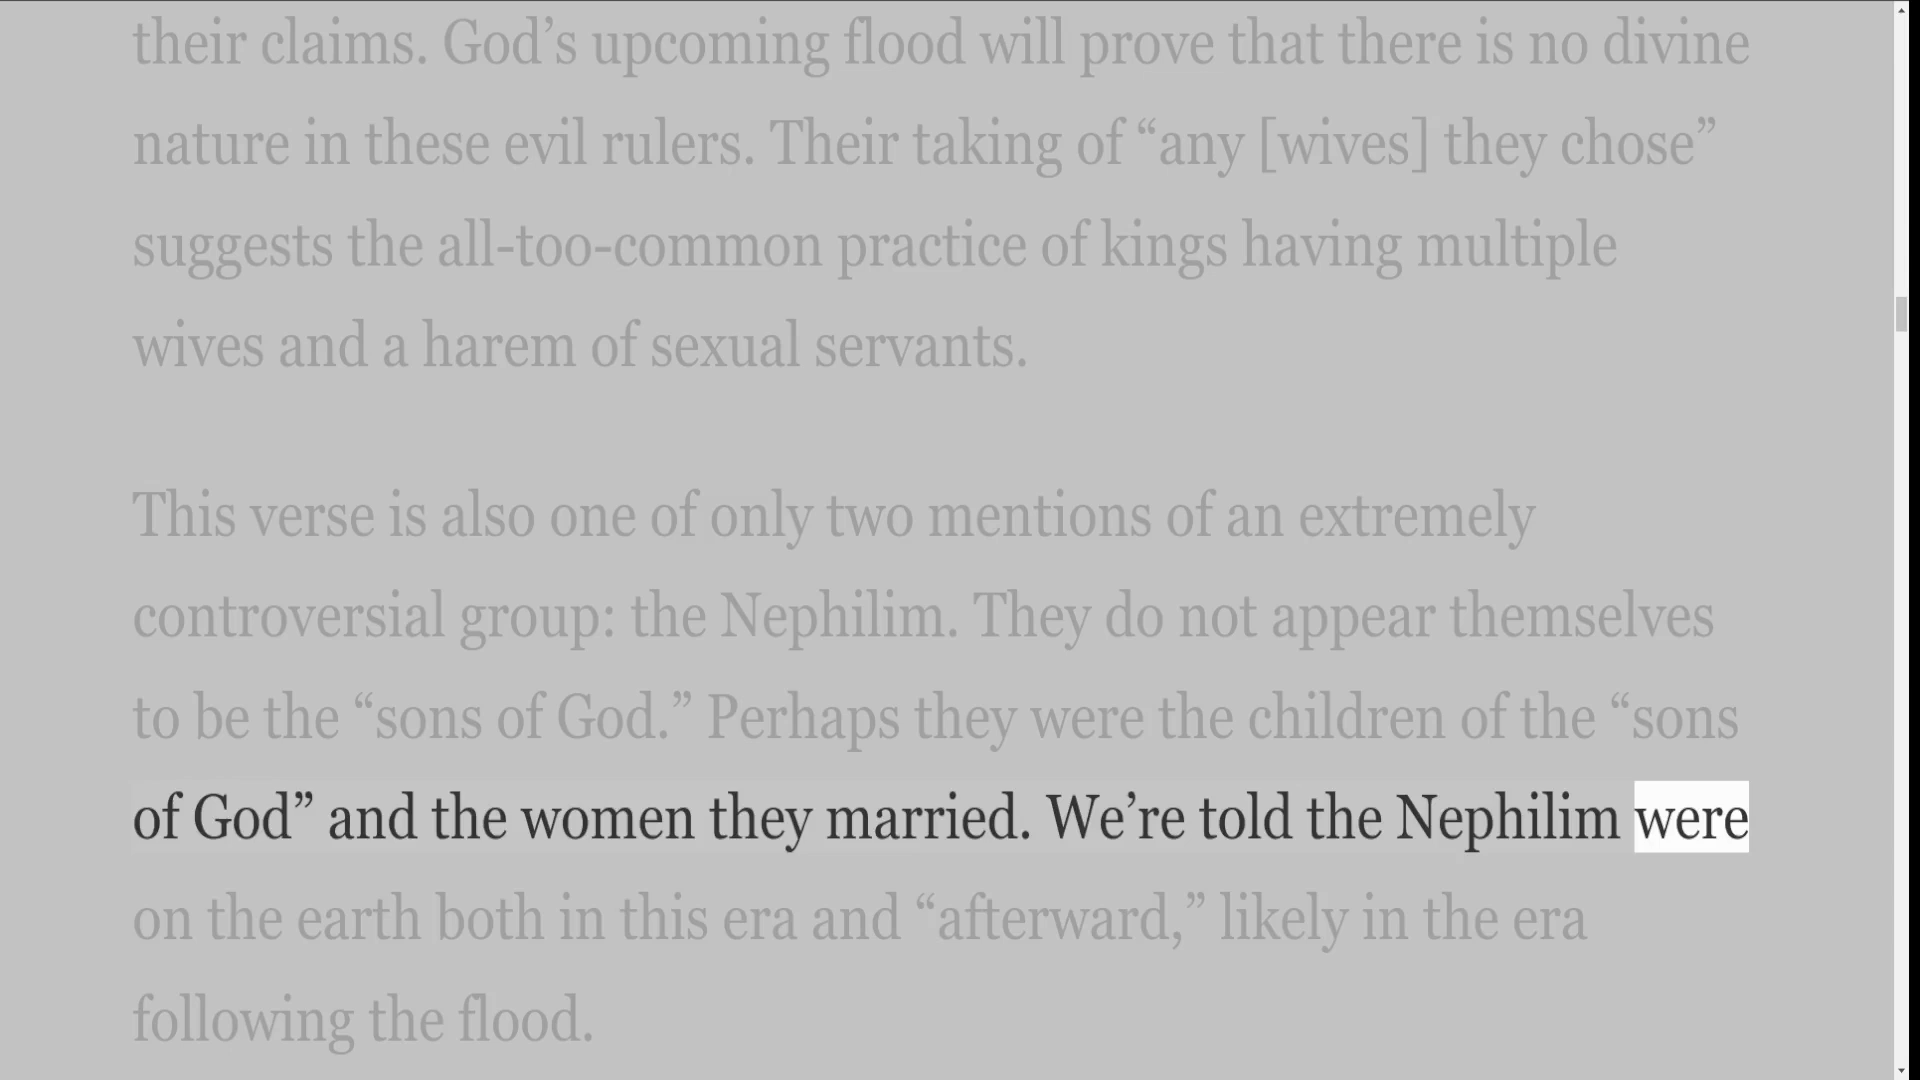 their claims. God’s upcoming flood will prove that there is no divine
nature in these evil rulers. Their taking of “any [wives] they chose”
suggests the all-too-common practice of kings having multiple
wives and a harem of sexual servants.
This verse is also one of only two mentions of an extremely
controversial group: the Nephilim. They do not appear themselves
to be the “sons of God.” Perhaps they were the children of the “sons
of God” and the women they married. We’re told the Nephilim were
on the earth both in this era and “afterward,” likely in the era
following the flood.